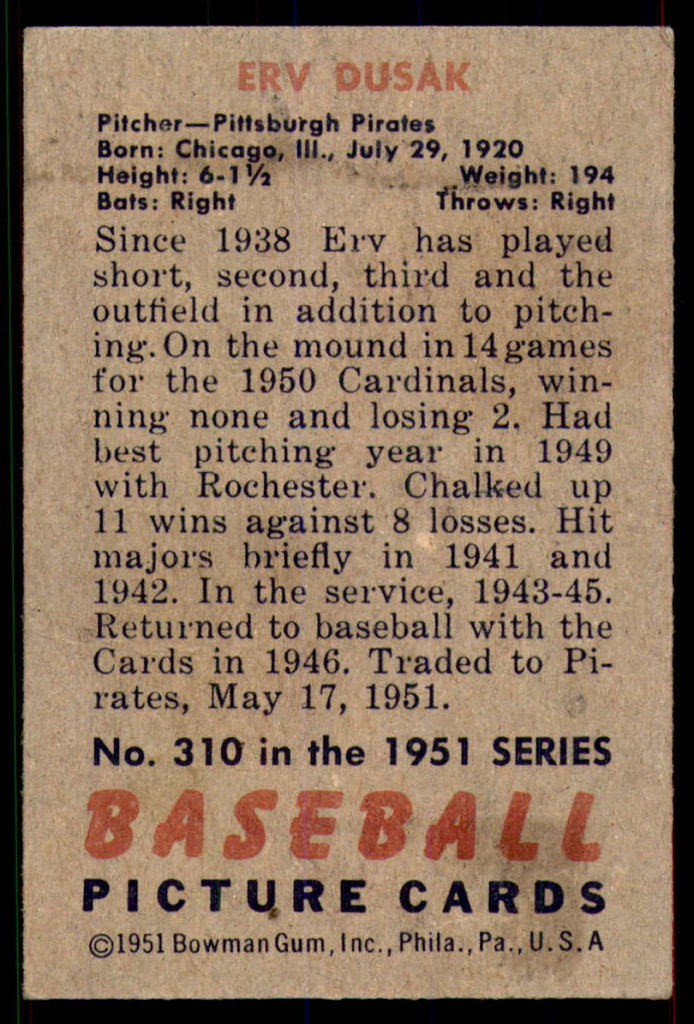 ERV DUSAK
Pitcher—Pittsburgh Pirates
Born: Chicago, Ill., July 29, 1920
Height: 6-1½ Weight: 194
Bats: Right Throws: Right
Since 1938 Erv has played
short, second, third and the
outfield in addition to pitch-
ing. On the mound in 14 games
for the 1950 Cardinals, win-
ning none and losing 2. Had
best pitching year in 1949
with Rochester. Chalked up
11 wins against 8 losses. Hit
majors briefly in 1941 and
1942. In the service, 1943-45.
Returned to baseball with the
Cards in 1946. Traded to Pi-
rates, May 17, 1951.
No. 310 in the 1951 SERIES
BASEBALL
PICTURE CARDS
©1951 Bowman Gum, Inc., Phila., Pa., U.S.A